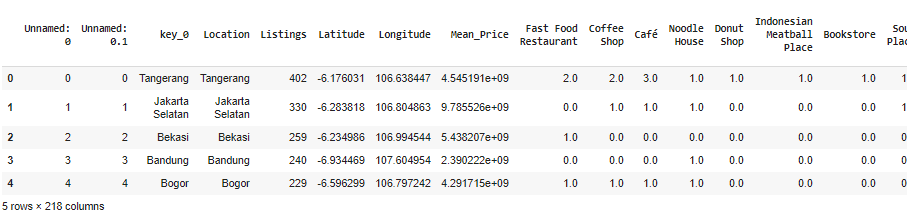 Unnamed: 0 Unnamed: 0.1 key_0 Location Listings Latitude Longitude Mean_Price Fast Food Restaurant Coffee Shop Café Noodle House Donut Shop Indonesian Meatball Place Bookstore
0 0 0 Tangerang Tangerang 402 -6.176031 106.638447 4.545191e+09 2.0 2.0 3.0 1.0 1.0 1.0 1.0 1
1 1 1 Jakarta Selatan Jakarta Selatan 330 -6.283818 106.804863 9.785526e+09 0.0 1.0 1.0 1.0 0.0 0.0 0.0 1
2 2 2 Bekasi Bekasi 259 -6.234986 106.994544 5.438207e+09 1.0 0.0 0.0 0.0 0.0 0.0 0.0 0
3 3 3 Bandung Bandung 240 -6.934469 107.604954 2.390222e+09 0.0 0.0 0.0 1.0 0.0 0.0 0.0 0
4 4 4 Bogor Bogor 229 -6.596299 106.797242 4.291715e+09 1.0 1.0 1.0 1.0 0.0 0.0 0.0 0
5 rows × 218 columns